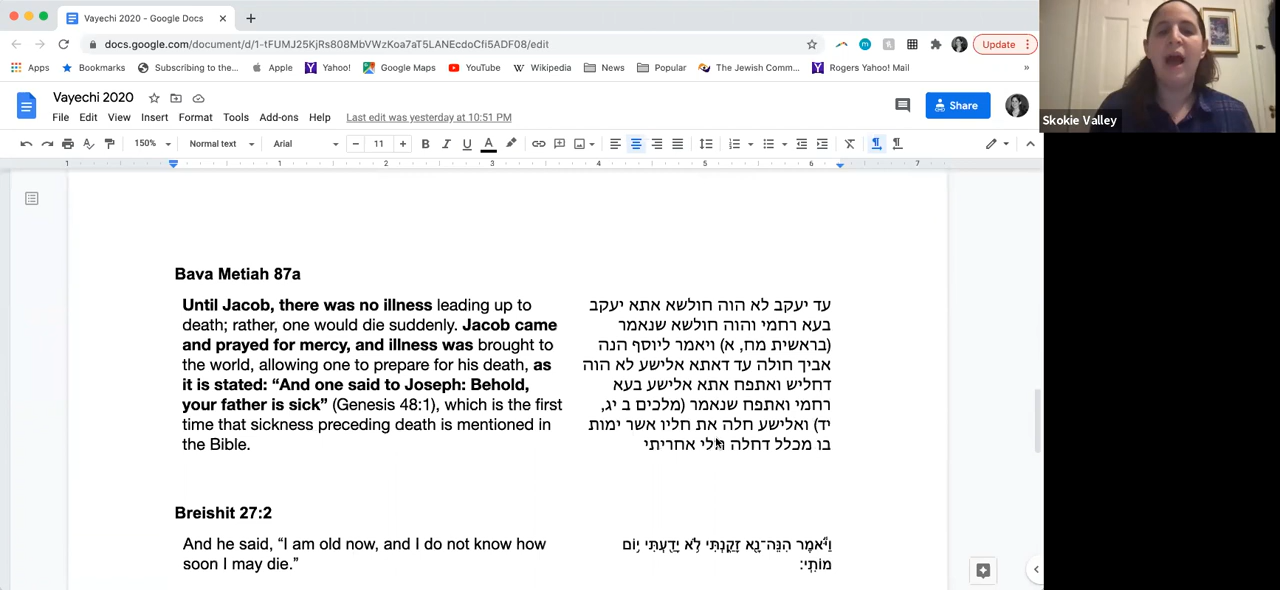 Vayechi 2020 - Google Docs
docs.google.com/document/d/1-tFUMJ25KjRs808MbVWzKoa7aT5LANEcdoCfi5ADF08/edit
Update
Apps Bookmarks Subscribing to the... Apple Yahoo! Google Maps YouTube Wikipedia News Popular The Jewish Comm... Rogers Yahoo! Mail »
Skokie Valley
Vayechi 2020
File Edit View Insert Format Tools Add-ons Help Last edit was yesterday at 10:51 PM
Share
150% Normal text Arial 11
1 1 2 3 4 5 6 7
Bava Metiah 87a
Until Jacob, there was no illness leading up to
death; rather, one would die suddenly. Jacob came
and prayed for mercy, and illness was brought to
the world, allowing one to prepare for his death, as
it is stated: “And one said to Joseph: Behold,
your father is sick” (Genesis 48:1), which is the first
time that sickness preceding death is mentioned in
the Bible.
עד יעקב לא הוה חולשא אתא יעקב
בעא רחמי והוה חולשא שנאמר
(בראשית מח, א) ויאמר ליוסף הנה
אביך חולה עד דאתא אלישע לא הוה
דחליש ואתפח אתא אלישע בעא
רחמי ואתפח שנאמר (מלכים ב יג,
יד) ואלישע חלה את חליו אשר ימות
בו מכלל דחלה חלי אחריתי
Breishit 27:2
And he said, “I am old now, and I do not know how
soon I may die.”
וַיֹּ֕אמֶר הִנֵּה־נָ֖א זָקַ֑נְתִּי לֹ֥א יָדַ֖עְתִּי י֥וֹם
מוֹתִֽי׃